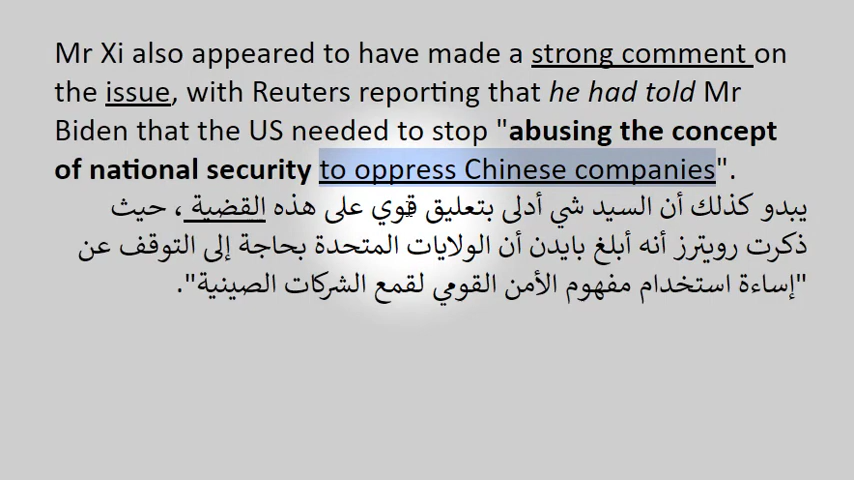 Mr Xi also appeared to have made a strong comment on
the issue, with Reuters reporting that he had told Mr
Biden that the US needed to stop "abusing the concept
of national security to oppress Chinese companies".
يبدو كذلك أن السيد شي أدلى بتعليق قوي على هذه القضية ، حيث
ذكرت رويترز أنه أبلغ بايدن أن الولايات المتحدة بحاجة إلى التوقف عن
"إساءة استخدام مفهوم الأمن القومي لقمع الشركات الصينية".